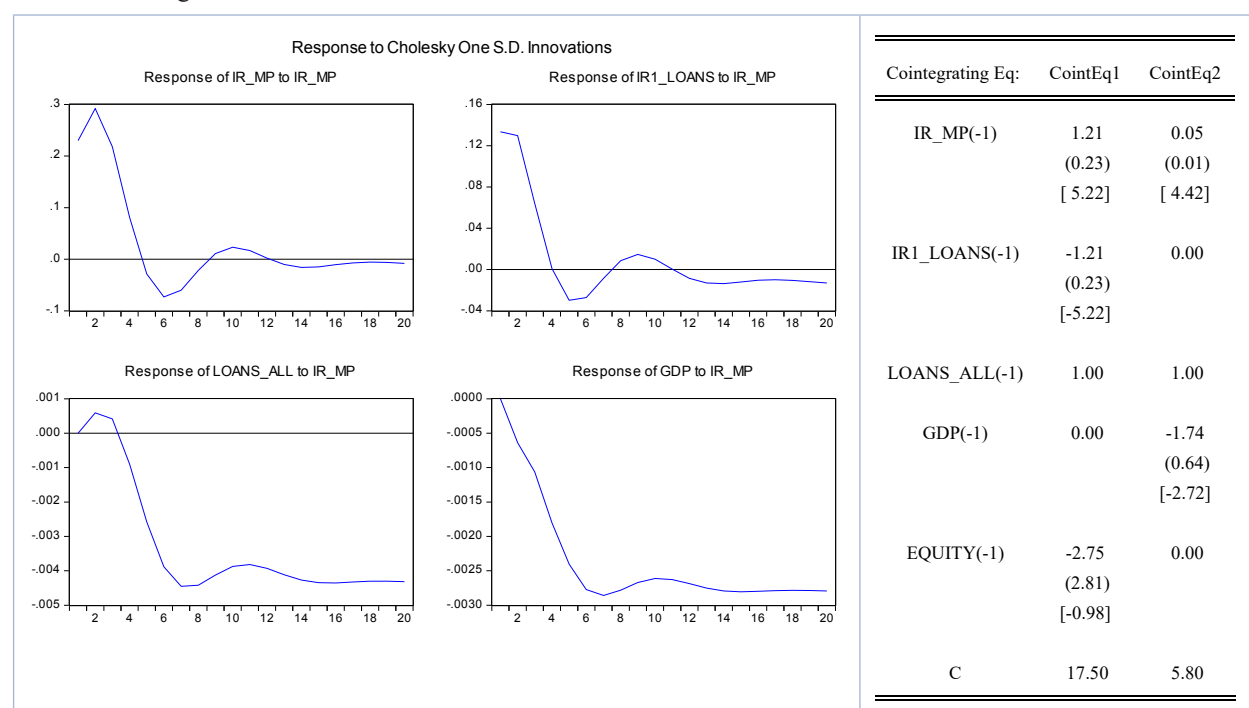 Response to Cholesky One S.D. Innovations
Response of IR_MP to IR_MP
.3
.2
.1
.0
-.1
2 4 6 8 10 12 14 16 18 20
Response of IR1_LOANS to IR_MP
.16
.12
.08
.04
.00
-.04
2 4 6 8 10 12 14 16 18 20
Response of LOANS_ALL to IR_MP
.001
.000
-.001
-.002
-.003
-.004
-.005
2 4 6 8 10 12 14 16 18 20
Response of GDP to IR_MP
.0000
-.0005
-.0010
-.0015
-.0020
-.0025
-.0030
2 4 6 8 10 12 14 16 18 20
Cointegrating Eq: CointEq1 CointEq2
IR_MP(-1) 1.21 0.05
(0.23) (0.01)
[ 5.22] [ 4.42]
IR1_LOANS(-1) -1.21 0.00
(0.23)
[-5.22]
LOANS_ALL(-1) 1.00 1.00
GDP(-1) 0.00 -1.74
(0.64)
[-2.72]
EQUITY(-1) -2.75 0.00
(2.81)
[-0.98]
C 17.50 5.80